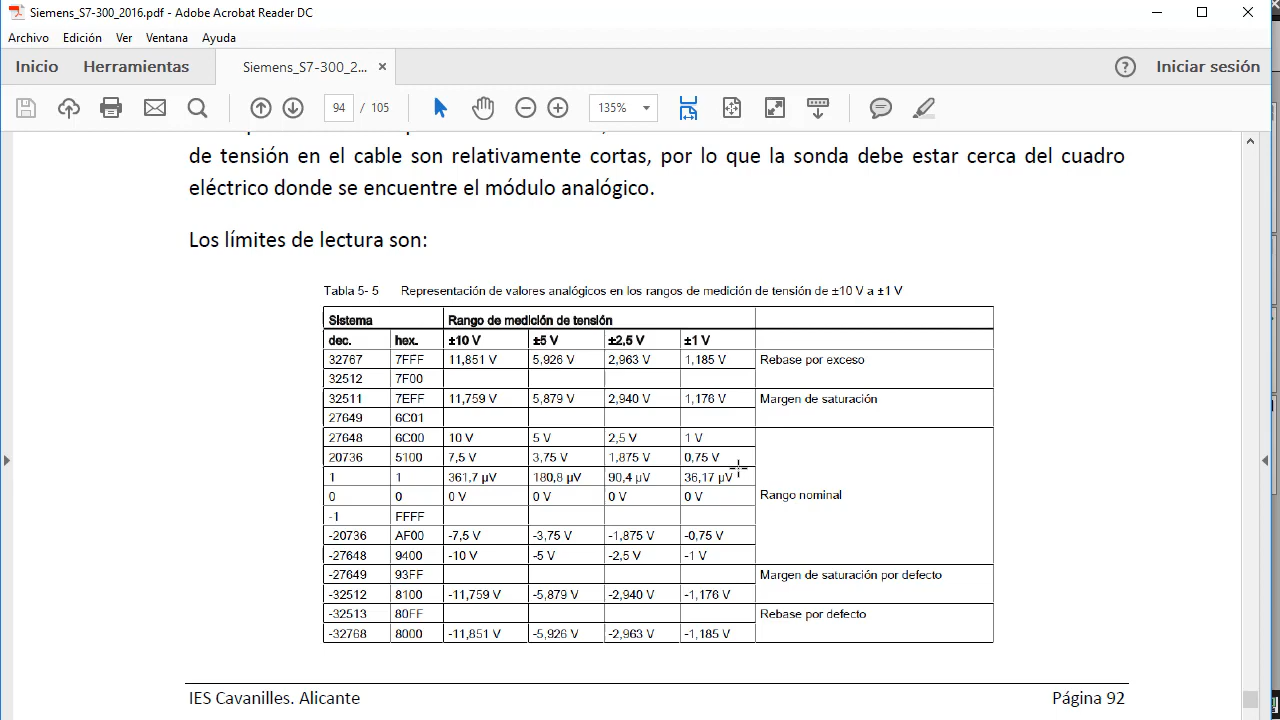 Siemens_S7-300_2016.pdf - Adobe Acrobat Reader DC
Archivo Edición Ver Ventana Ayuda
Inicio Herramientas Siemens_S7-300_2... × ? Iniciar sesión
94 / 105 135%
de tensión en el cable son relativamente cortas, por lo que la sonda debe estar cerca del cuadro
eléctrico donde se encuentre el módulo analógico.
Los límites de lectura son:
Tabla 5- 5 Representación de valores analógicos en los rangos de medición de tensión de ±10 V a ±1 V
Sistema Rango de medición de tensión
dec. hex. ±10 V ±5 V ±2,5 V ±1 V
32767 7FFF 11,851 V 5,926 V 2,963 V 1,185 V Rebase por exceso
32512 7F00
32511 7EFF 11,759 V 5,879 V 2,940 V 1,176 V Margen de saturación
27649 6C01
27648 6C00 10 V 5 V 2,5 V 1 V
20736 5100 7,5 V 3,75 V 1,875 V 0,75 V
1 1 361,7 µV 180,8 µV 90,4 µV 36,17 µV
0 0 0 V 0 V 0 V 0 V Rango nominal
-1 FFFF
-20736 AF00 -7,5 V -3,75 V -1,875 V -0,75 V
-27648 9400 -10 V -5 V -2,5 V -1 V
-27649 93FF Margen de saturación por defecto
-32512 8100 -11,759 V -5,879 V -2,940 V -1,176 V
-32513 80FF Rebase por defecto
-32768 8000 -11,851 V -5,926 V -2,963 V -1,185 V
IES Cavanilles. Alicante Página 92